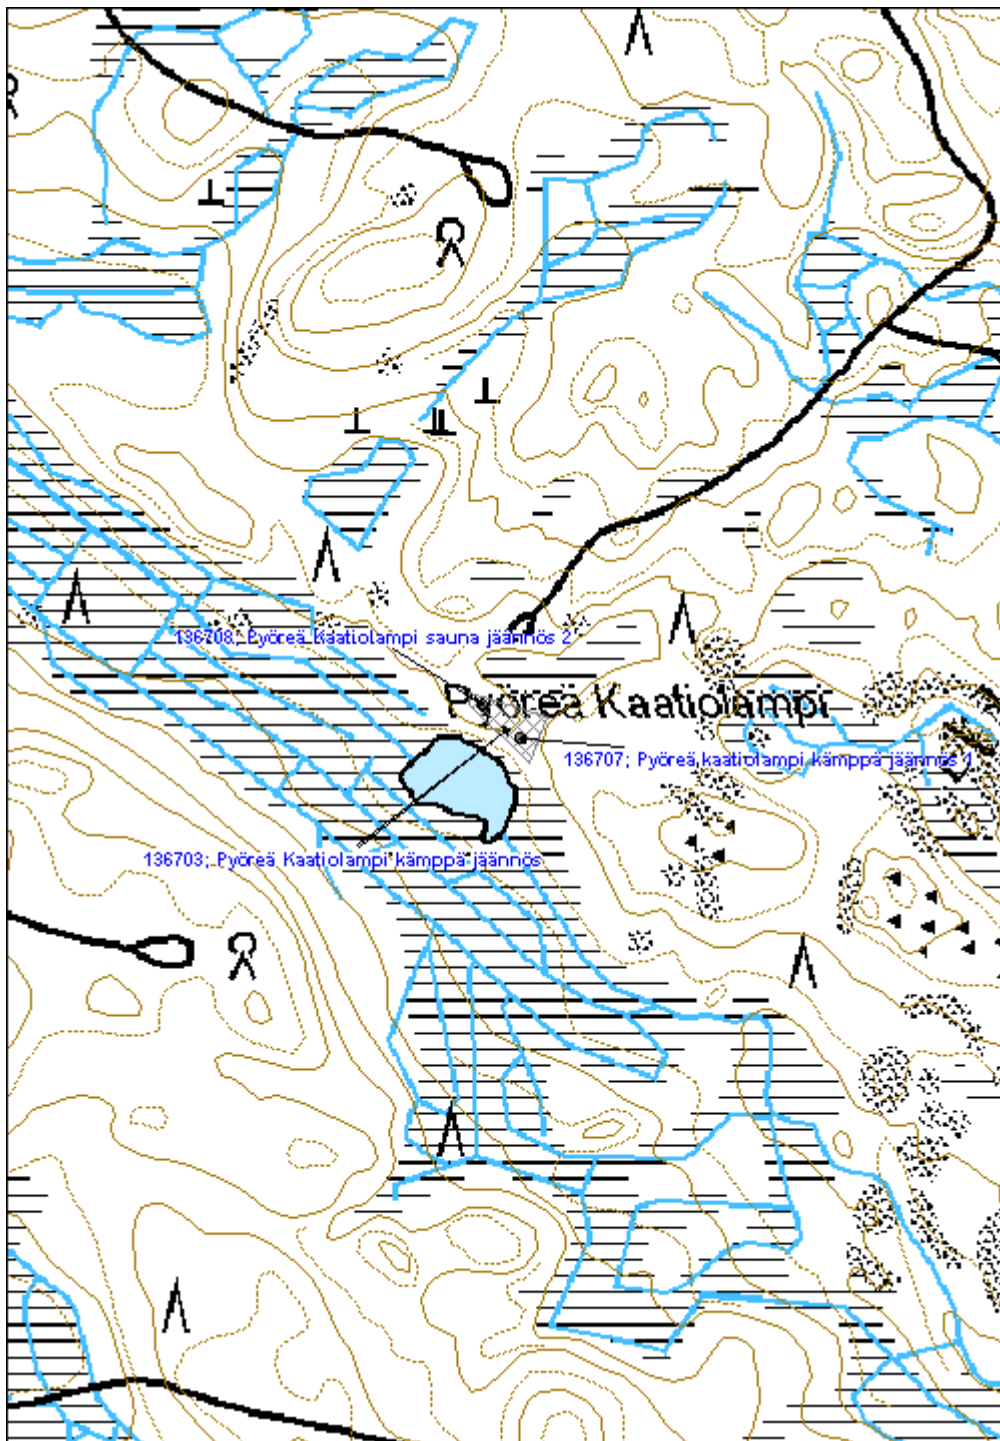 136708; Pyöreä Kaatiolampi sauna jäännös 2
Pyöreä Kaatiolampi
136707; Pyöreä kaatiolampi kämppä jäännös 1
136703; Pyöreä Kaatiolampi kämppä jäännös